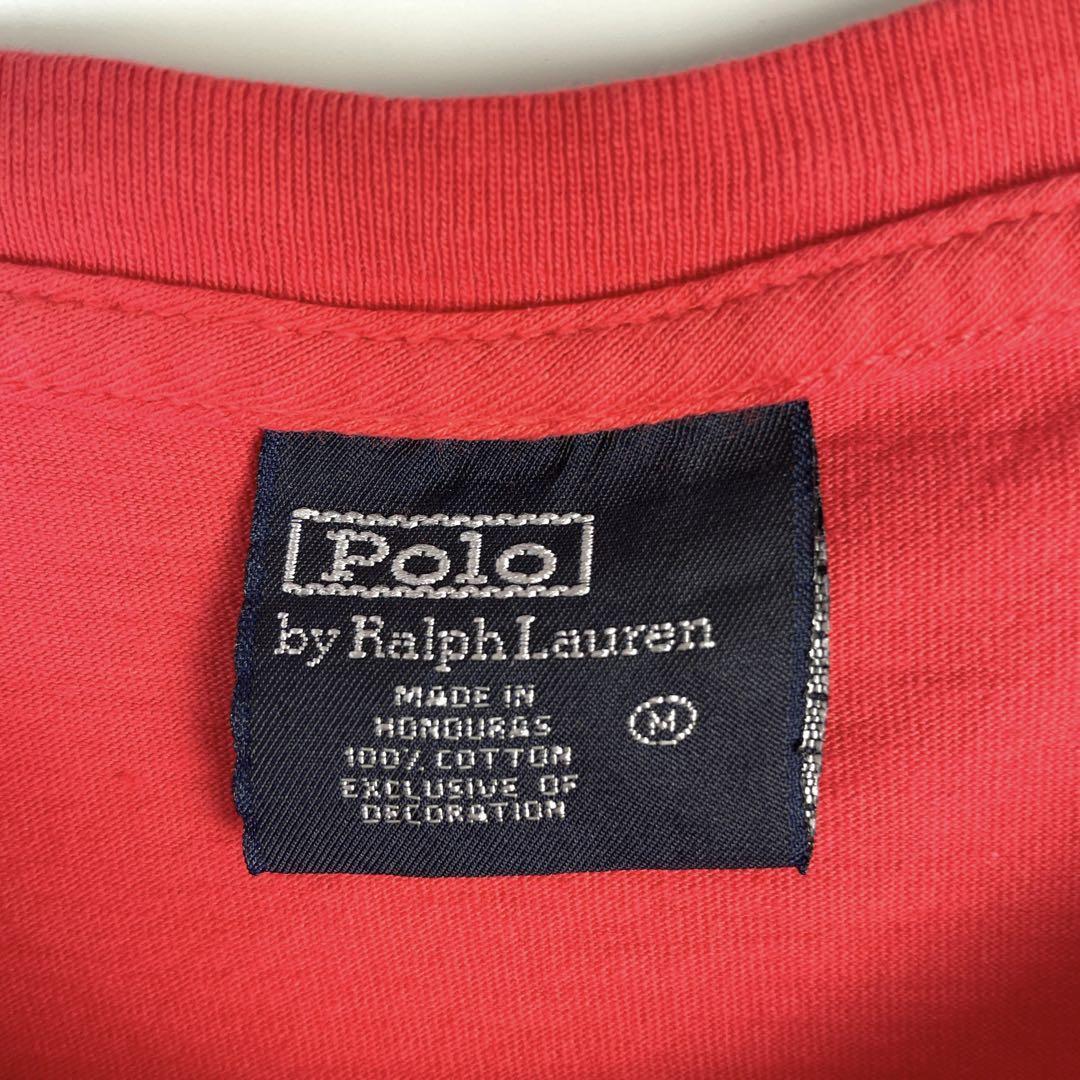 Polo
by Ralph Lauren
MADE IN
HONDURAS
100% COTTON
EXCLUSIVE OF
DECORATION
M